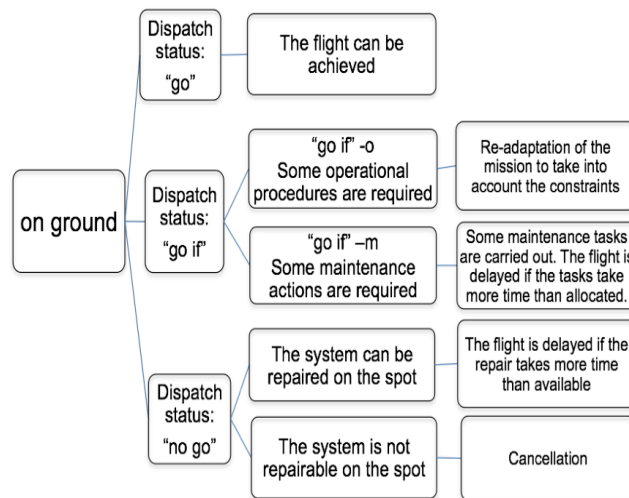 Dispatch
status:
"go"
The flight can be
achieved
on ground
Dispatch
status:
"go if"
"go if" -o
Some operational
procedures are required
Re-adaptation of the
mission to take into
account the constraints
"go if" –m
Some maintenance
actions are required
Some maintenance tasks
are carried out. The flight is
delayed if the tasks take
more time than allocated.
Dispatch
status:
"no go"
The system can be
repaired on the spot
The flight is delayed if the
repair takes more time
than available
The system is not
repairable on the spot
Cancellation